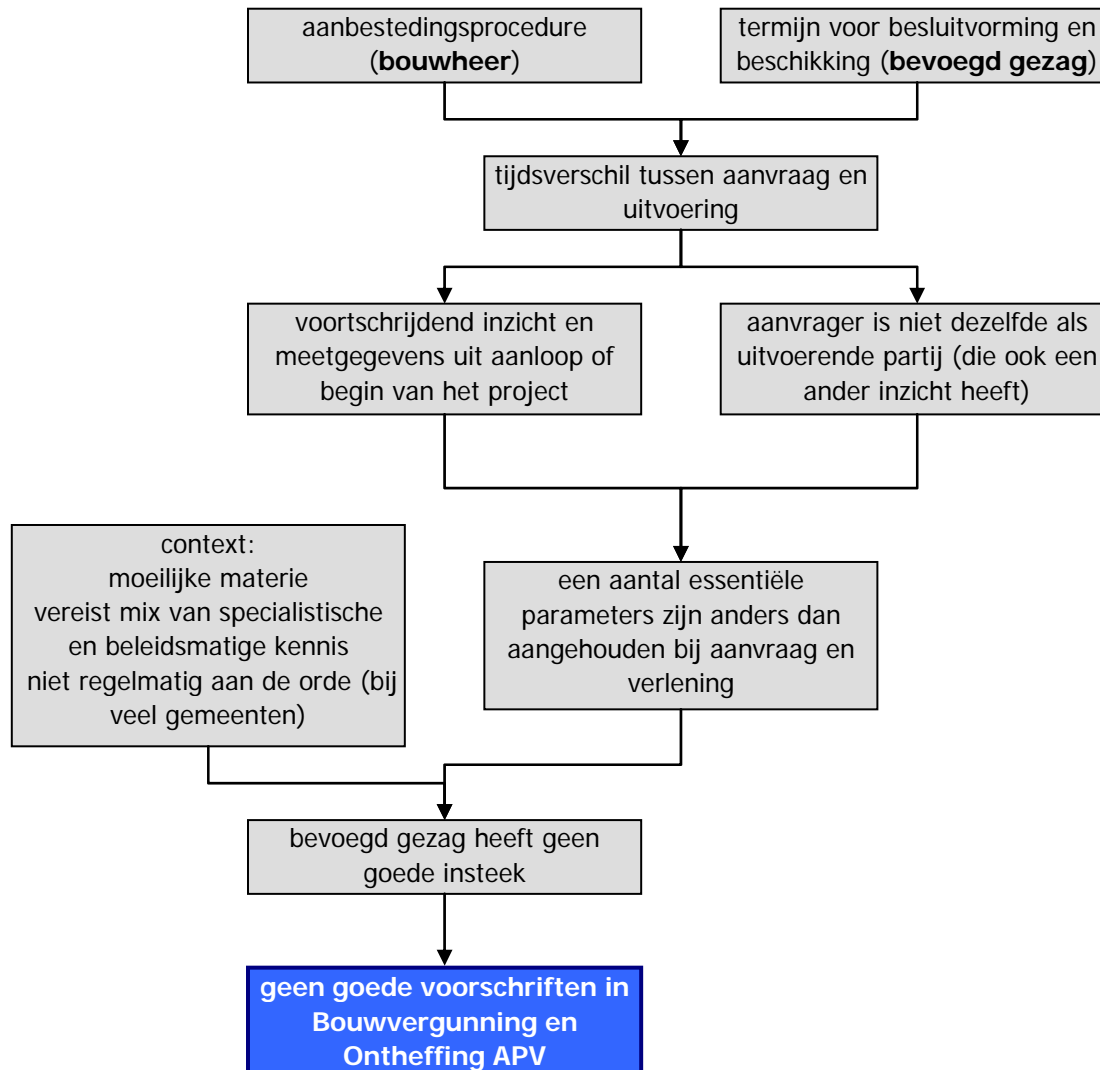 aanbestedingsprocedure
(bouwheer)
termijn voor besluitvorming en
beschikking (bevoegd gezag)
tijdsverschil tussen aanvraag en
uitvoering
voortschrijdend inzicht en
meetgegevens uit aanloop of
begin van het project
aanvrager is niet dezelfde als
uitvoerende partij (die ook een
ander inzicht heeft)
context:
moeilijke materie
vereist mix van specialistische
en beleidsmatige kennis
niet regelmatig aan de orde (bij
veel gemeenten)
een aantal essentiële
parameters zijn anders dan
aangehouden bij aanvraag en
verlening
bevoegd gezag heeft geen
goede insteek
geen goede voorschriften in
Bouwvergunning en
Ontheffing APV